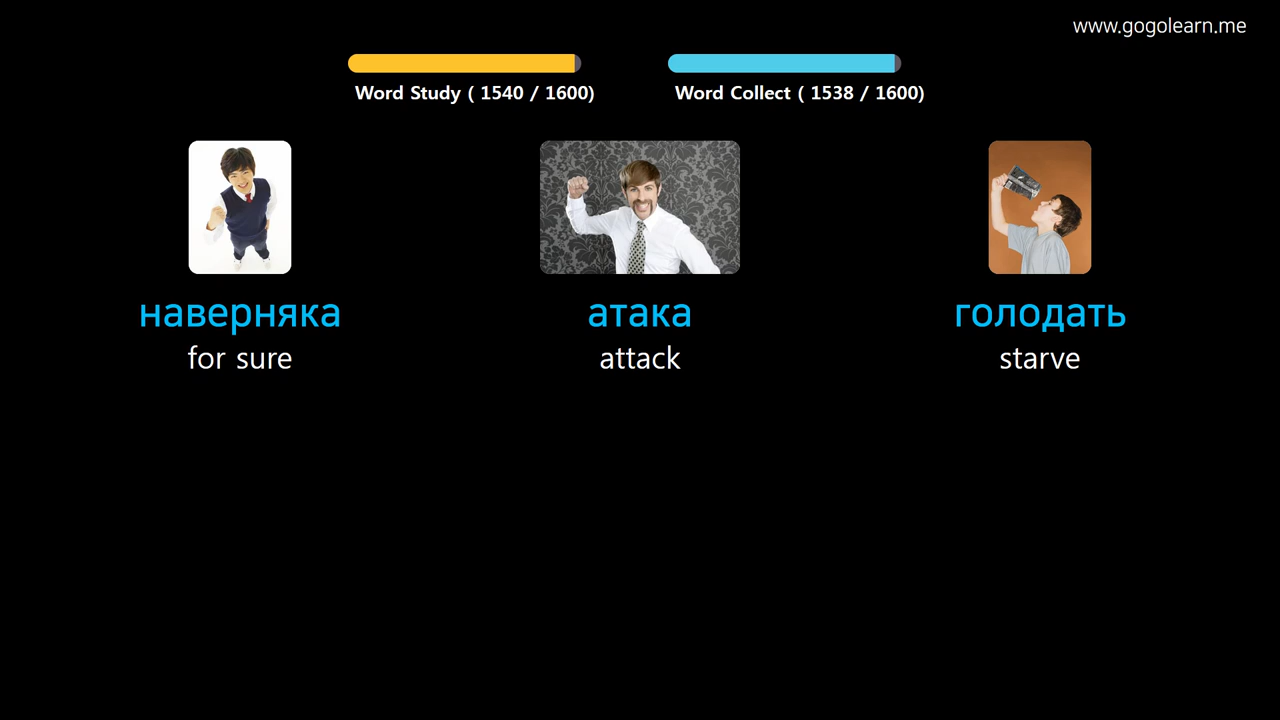 www.gogolearn.me
Word Study ( 1540 / 1600)
Word Collect ( 1538 / 1600)
наверняка
for sure
атака
attack
голодать
starve